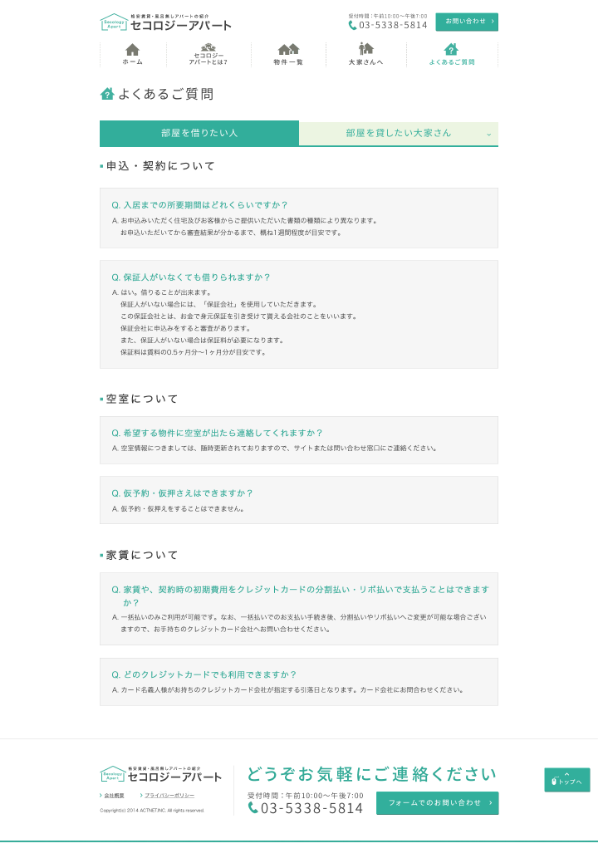 格安賃貸・風呂無しアパートの紹介
セコロジーアパート
受付時間:午前10:00〜午後7:00
03-5338-5814
お問い合わせ
ホーム
セコロジー
アパートとは?
物件一覧
大家さんへ
よくあるご質問
よくあるご質問
部屋を借りたい人
部屋を貸したい大家さん
申込・契約について
Q. 入居までの所要期間はどれくらいですか?
A. お申込みいただく住宅及びお客様からご提供いただいた書類の種類により異なります。
お申込いただいてから審査結果が分かるまで、概ね1週間程度が目安です。
Q. 保証人がいなくても借りられますか?
A. はい。借りることが出来ます。
保証人がいない場合には、「保証会社」を使用していただきます。
この保証会社とは、お金で身元保証を引き受けて貰える会社のことをいいます。
保証会社に申込みをすると審査があります。
また、保証人がいない場合は保証料が必要になります。
保証料は賃料の0.5ヶ月分〜1ヶ月分が目安です。
空室について
Q. 希望する物件に空室が出たら連絡してくれますか?
A. 空室情報につきましては、随時更新されておりますので、サイトまたは問い合わせ窓口にご連絡ください。
Q. 仮予約・仮押さえはできますか?
A. 仮予約・仮押えをすることはできません。
家賃について
Q. 家賃や、契約時の初期費用をクレジットカードの分割払い・リボ払いで支払うことはできます
か?
A. 一括払いのみご利用が可能です。なお、一括払いでのお支払い手続き後、分割払いやリボ払いへご変更が可能な場合ござい
ますので、お手持ちのクレジットカード会社へお問い合わせください。
Q. どのクレジットカードでも利用できますか?
A. カード名義人様がお持ちのクレジットカード会社が指定する引落日となります。カード会社にお問合わせください。
格安賃貸・風呂無しアパートの紹介
セコロジーアパート
会社概要
プライバシーポリシー
Copyright(c) 2014 ACTNET,INC. All rights reserved.
どうぞお気軽にご連絡ください
受付時間:午前10:00〜午後7:00
03-5338-5814
フォームでのお問い合わせ
トップへ